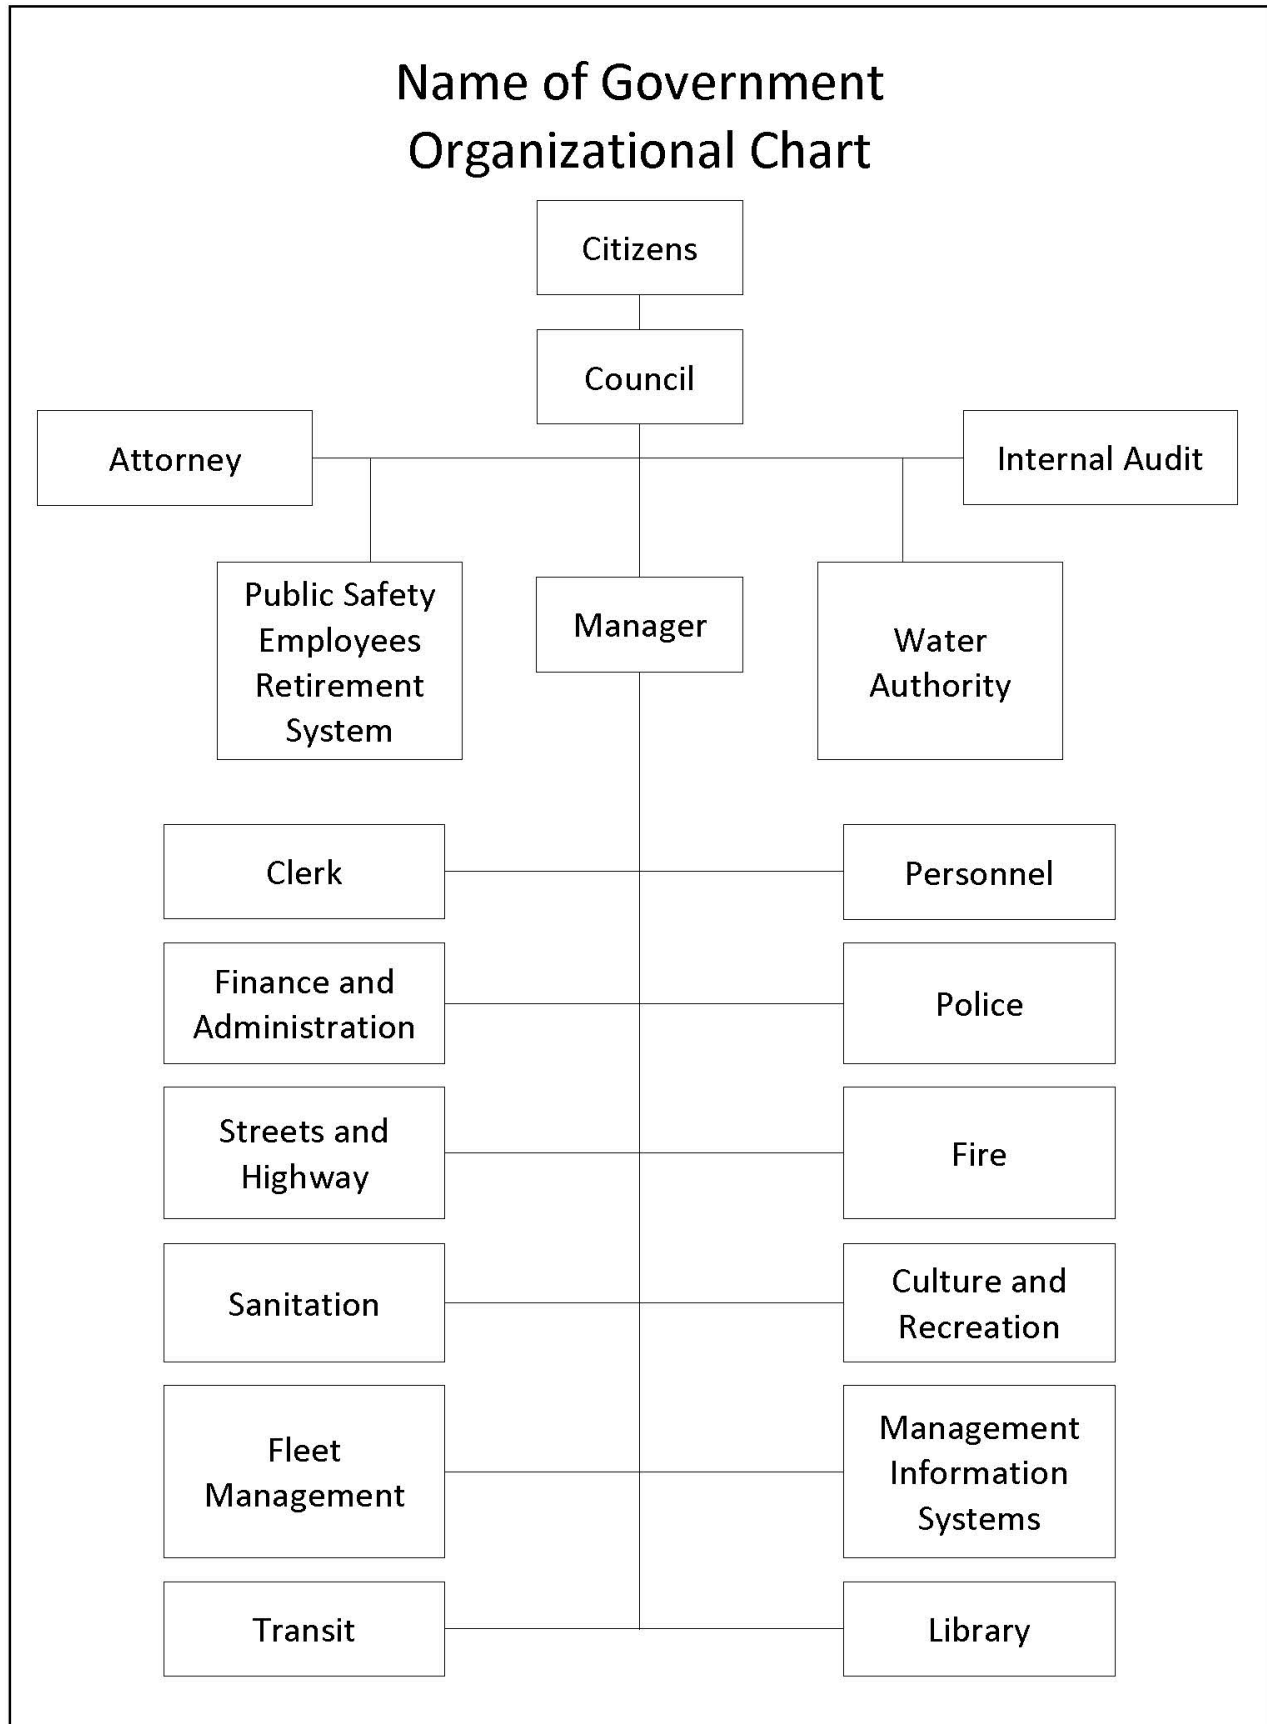 Name of Government
Organizational Chart
Citizens
Council
Attorney
Internal Audit
Public Safety
Employees
Retirement
System
Manager
Water
Authority
Clerk
Personnel
Finance and
Administration
Police
Streets and
Highway
Fire
Sanitation
Culture and
Recreation
Fleet
Management
Management
Information
Systems
Transit
Library